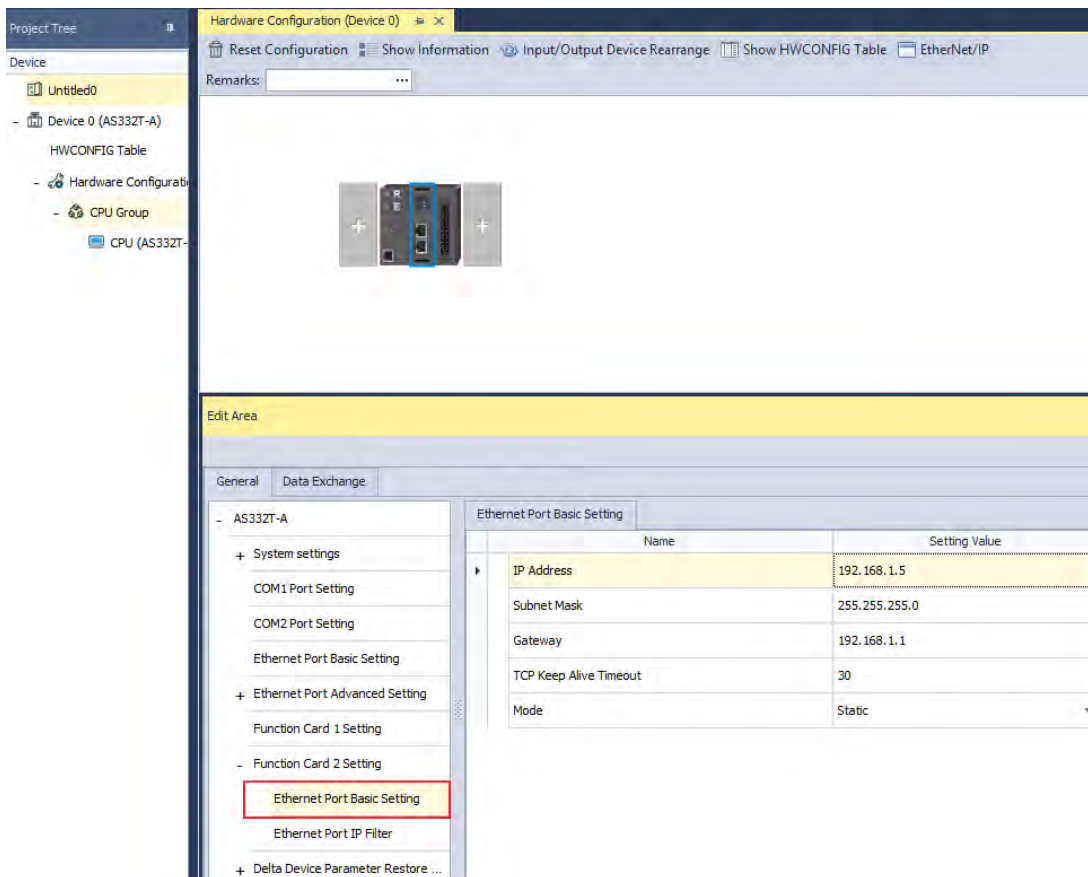 Project Tree
Device
Untitled0
Device 0 (AS332T-A)
HWCONFIG Table
Hardware Configurati
CPU Group
CPU (AS332T-
Hardware Configuration (Device 0)
Reset Configuration Show Information Input/Output Device Rearrange Show HWCONFIG Table EtherNet/IP
Remarks: ...
R
E
Edit Area
General Data Exchange
AS332T-A
System settings
COM1 Port Setting
COM2 Port Setting
Ethernet Port Basic Setting
Ethernet Port Advanced Setting
Function Card 1 Setting
Function Card 2 Setting
Ethernet Port Basic Setting
Ethernet Port IP Filter
Delta Device Parameter Restore ...
Ethernet Port Basic Setting
Name Setting Value
IP Address 192.168.1.5
Subnet Mask 255.255.255.0
Gateway 192.168.1.1
TCP Keep Alive Timeout 30
Mode Static